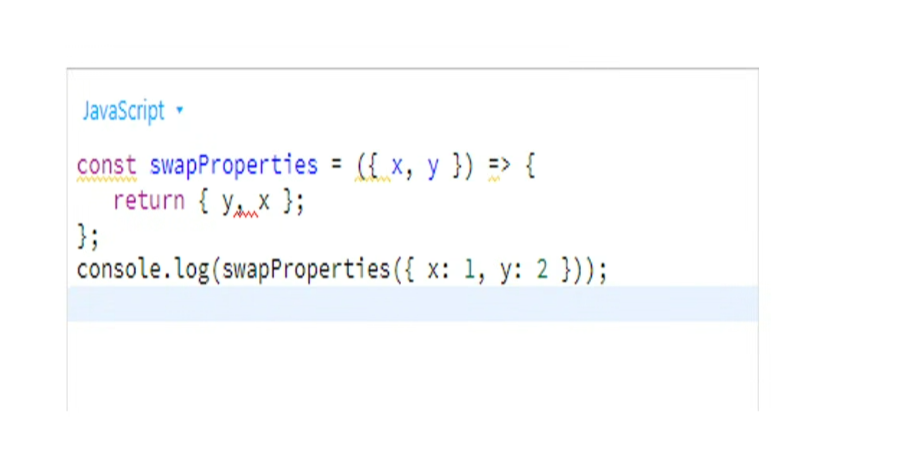 JavaScript
const swapProperties = ({ x, y }) => {
return { y, x };
};
console.log(swapProperties({ x: 1, y: 2 }));